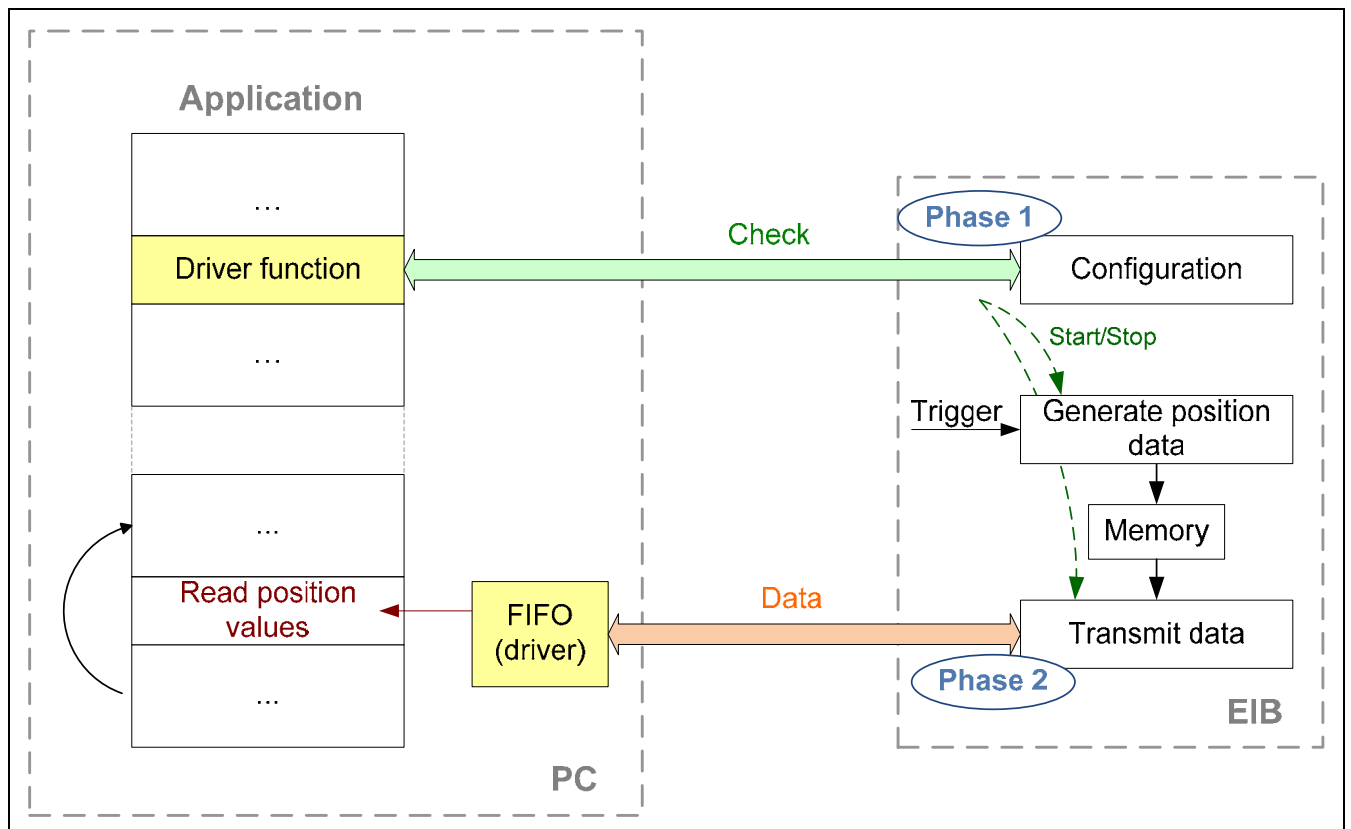 Application
...
Driver function
...
...
Read position
values
...
FIFO
(driver)
PC
Check
Data
Phase 1
Configuration
Start/Stop
Trigger
Generate position
data
Memory
Transmit data
Phase 2
EIB